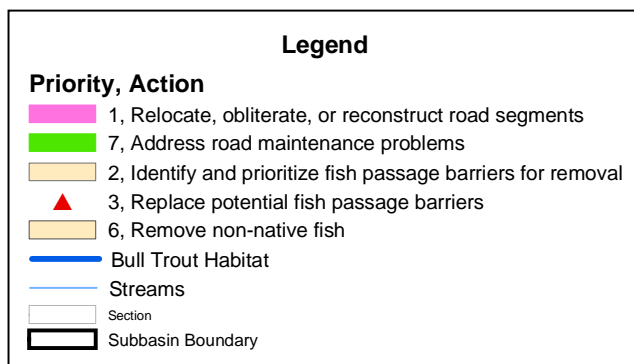 Legend
Priority, Action
1, Relocate, obliterate, or reconstruct road segments
7, Address road maintenance problems
2, Identify and prioritize fish passage barriers for removal
3, Replace potential fish passage barriers
6, Remove non-native fish
Bull Trout Habitat
Streams
Section
Subbasin Boundary